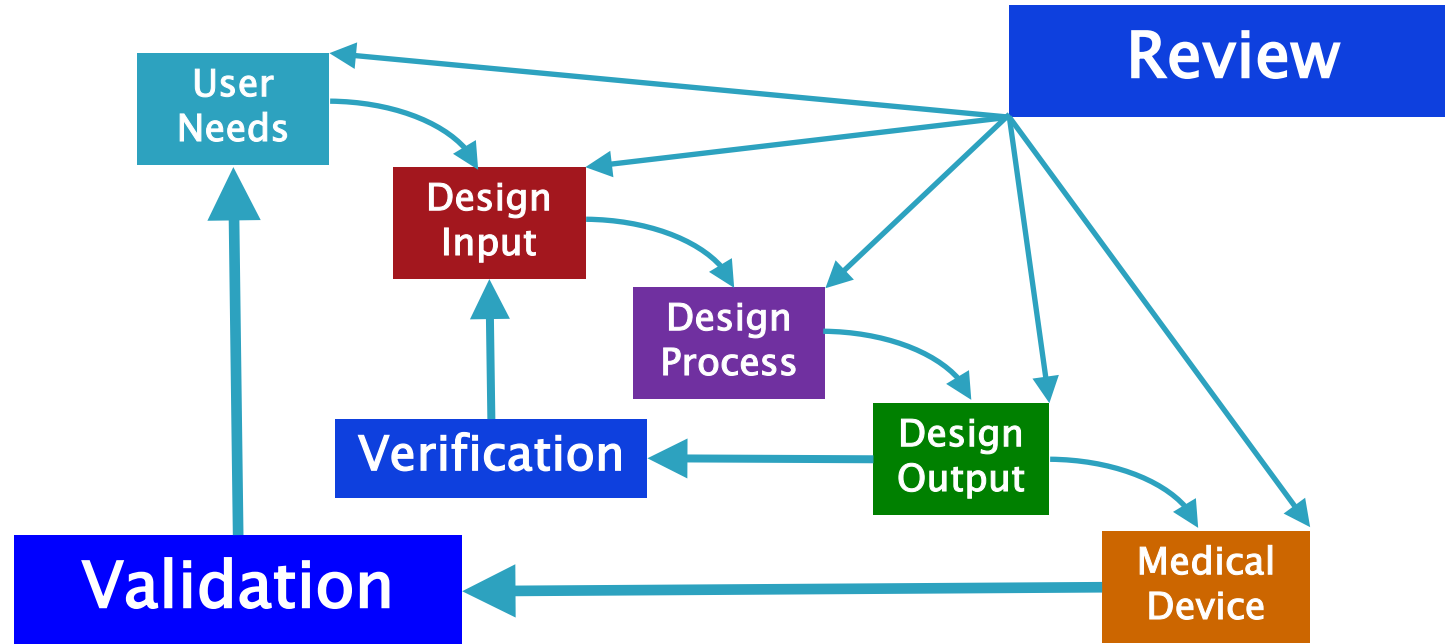 Review
User
Needs
Design
Input
Design
Process
Design
Output
Verification
Medical
Device
Validation